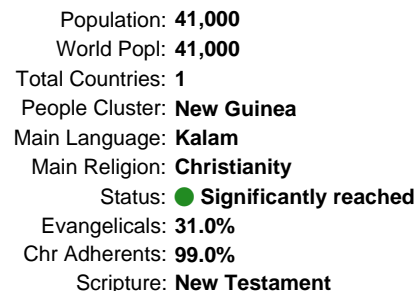 Population: 41,000
World Popl: 41,000
Total Countries: 1
People Cluster: New Guinea
Main Language: Kalam
Main Religion: Christianity
Status: Significantly reached
Evangelicals: 31.0%
Chr Adherents: 99.0%
Scripture: New Testament